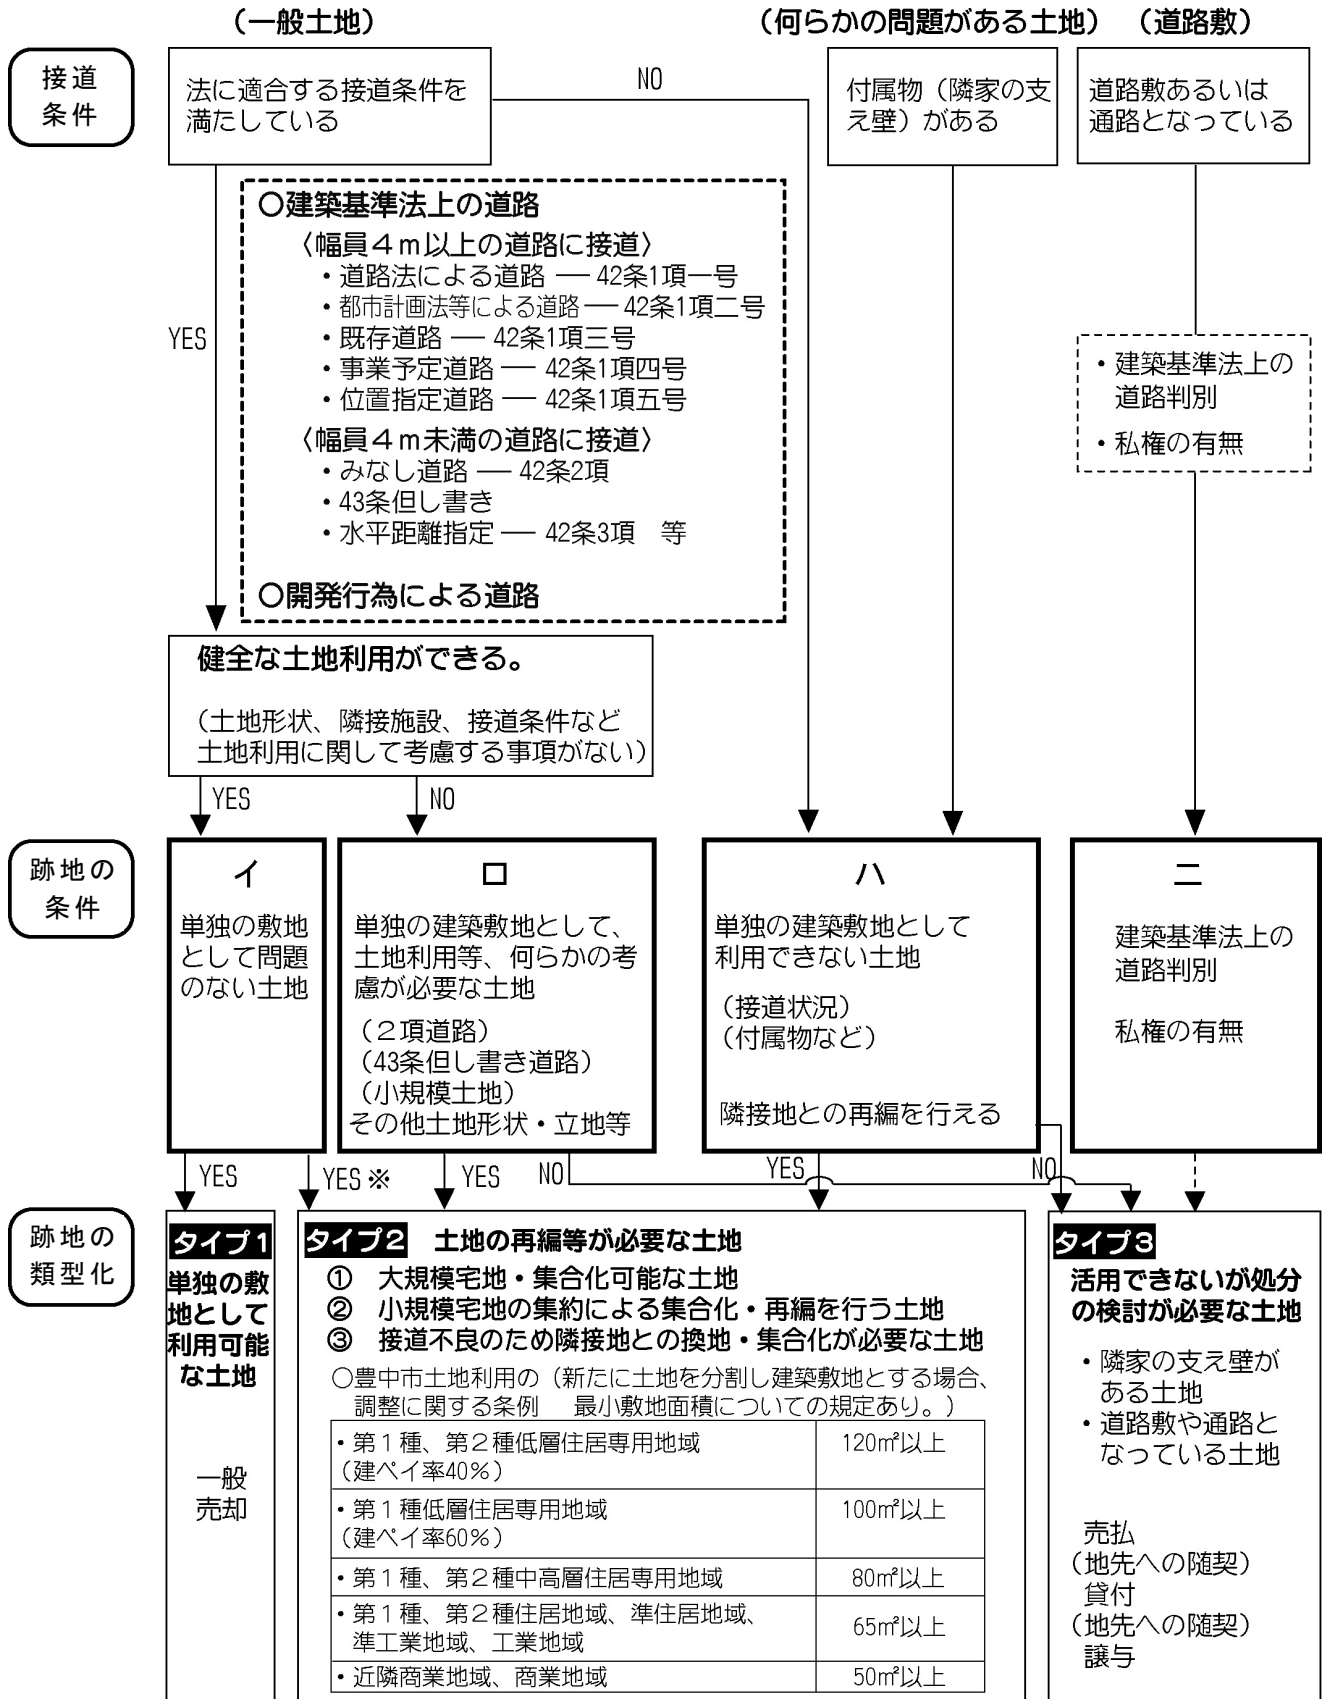 (一般土地)
(何らかの問題がある土地)
(道路敷)
接道
条件
法に適合する接道条件を
満たしている
NO
付属物(隣家の支
え壁)がある
道路敷あるいは
通路となっている
YES
○建築基準法上の道路
〈幅員４ｍ以上の道路に接道〉
・道路法による道路 ── 42条1項一号
・都市計画法等による道路 ── 42条1項二号
・既存道路 ── 42条1項三号
・事業予定道路 ── 42条1項四号
・位置指定道路 ── 42条1項五号
〈幅員４ｍ未満の道路に接道〉
・みなし道路 ── 42条2項
・43条但し書き
・水平距離指定 ── 42条3項　等
○開発行為による道路
・建築基準法上の
道路判別
・私権の有無
健全な土地利用ができる。
(土地形状、隣接施設、接道条件など
土地利用に関して考慮する事項がない)
YES
NO
跡地の
条件
イ
単独の敷地
として問題
のない土地
ロ
単独の建築敷地として、
土地利用等、何らかの考
慮が必要な土地
(２項道路)
(43条但し書き道路)
(小規模土地)
その他土地形状・立地等
ハ
単独の建築敷地として
利用できない土地
(接道状況)
(付属物など)
隣接地との再編を行える
ニ
建築基準法上の
道路判別
私権の有無
YES
YES※
YES
NO
YES
NO
跡地の
類型化
タイプ1
単独の敷
地として
利用可能
な土地
一般
売却
タイプ2　土地の再編等が必要な土地
①　大規模宅地・集合化可能な土地
②　小規模宅地の集約による集合化・再編を行う土地
③　接道不良のため隣接地との換地・集合化が必要な土地
○豊中市土地利用の(新たに土地を分割し建築敷地とする場合、
調整に関する条例　最小敷地面積についての規定あり。)
・第１種、第２種低層住居専用地域　120㎡以上
(建ペイ率40％)
・第１種低層住居専用地域　100㎡以上
(建ペイ率60％)
・第１種、第２種中高層住居専用地域　80㎡以上
・第１種、第２種住居地域、準住居地域、
準工業地域、工業地域　65㎡以上
・近隣商業地域、商業地域　50㎡以上
タイプ3
活用できないが処分
の検討が必要な土地
・隣家の支え壁が
ある土地
・道路敷や通路と
なっている土地
売払
(地先への随契)
貸付
(地先への随契)
譲与